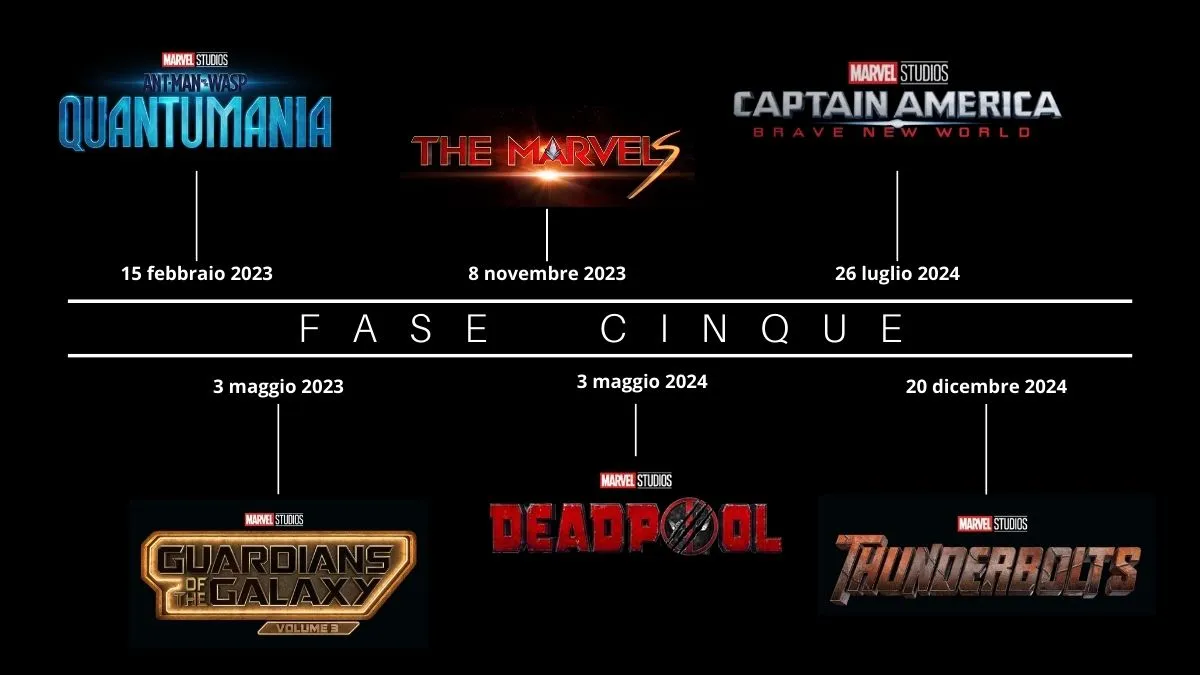 MARVEL STUDIOS
ANT-MAN AND THE WASP
QUANTUMANIA
15 febbraio 2023
THE MARVELS
8 novembre 2023
MARVEL STUDIOS
CAPTAIN AMERICA
BRAVE NEW WORLD
26 luglio 2024
FASE CINQUE
3 maggio 2023
MARVEL STUDIOS
GUARDIANS
OF THE GALAXY
VOLUME 3
3 maggio 2024
MARVEL STUDIOS
DEADPOOL
20 dicembre 2024
MARVEL STUDIOS
THUNDERBOLTS